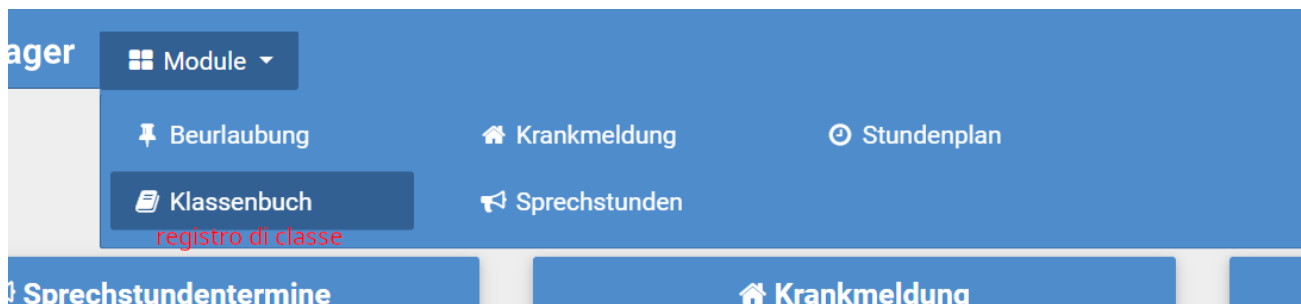 ager Module
Beurlaubung Krankmeldung Stundenplan
Klassenbuch Sprechstunden
registro di classe
Sprechstundentermine Krankmeldung